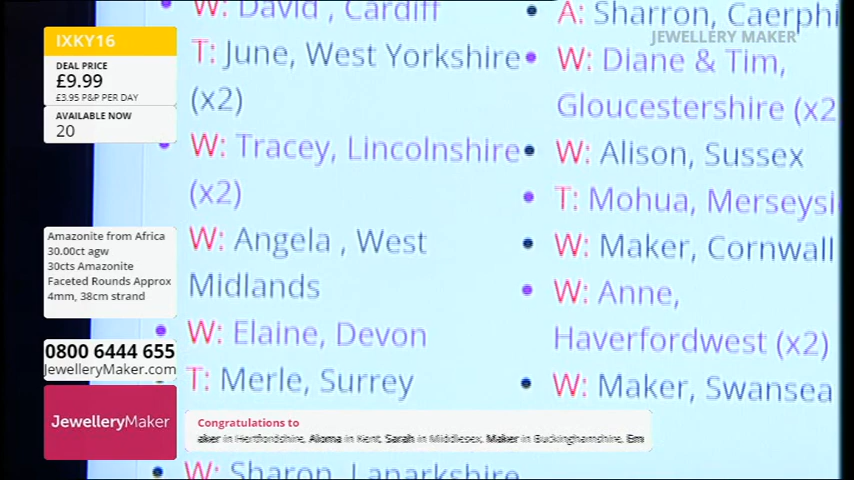 IXKY16
DEAL PRICE
£9.99
£3.95 P&P PER DAY
AVAILABLE NOW
20
Amazonite from Africa
30.00ct agw
30cts Amazonite
Faceted Rounds Approx
4mm, 38cm strand
0800 6444 655
JewelleryMaker.com
JewelleryMaker
W: David , Cardiff
T: June, West Yorkshire
(x2)
W: Tracey, Lincolnshire
(x2)
W: Angela , West
Midlands
W: Elaine, Devon
T: Merle, Surrey
W: Sharon, Lanarkshire
A: Sharron, Caerphi
JEWELLERY MAKER
W: Diane & Tim,
Gloucestershire (x2
W: Alison, Sussex
T: Mohua, Merseysi
W: Maker, Cornwall
W: Anne,
Haverfordwest (x2)
W: Maker, Swansea
Congratulations to
aker in Hertfordshire, Aloma in Kent, Sarah in Middlesex, Maker in Buckinghamshire, Em